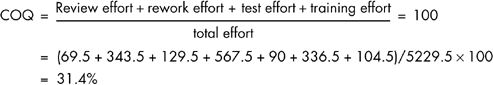 COQ = Review effort + rework effort + test effort + training effort / total effort = 100
= (69.5 + 343.5 + 129.5 + 567.5 + 90 + 336.5 + 104.5)/5229.5 × 100
= 31.4%